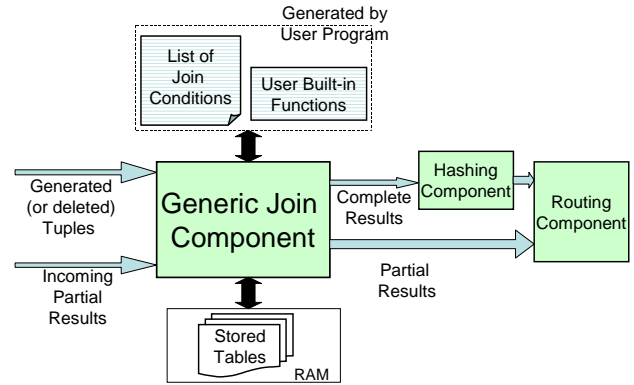 Generated by
User Program
List of
Join
Conditions
User Built-in
Functions
Generated
(or deleted)
Tuples
Incoming
Partial
Results
Generic Join
Component
Complete
Results
Partial
Results
Hashing
Component
Routing
Component
Stored
Tables
RAM